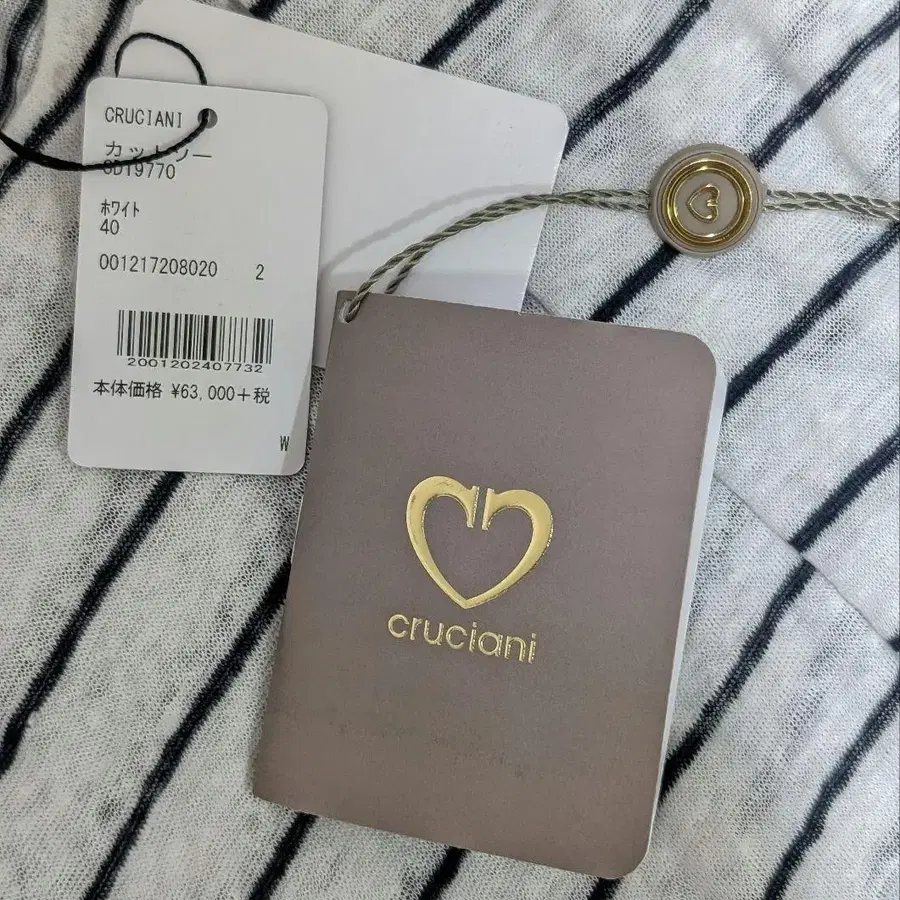 CRUCIANI
カットソー
CD19770
ﾎﾜｲﾄ
40
001217208020 2
2001202407732
本体価格 ¥63,000+税
W
cruciani